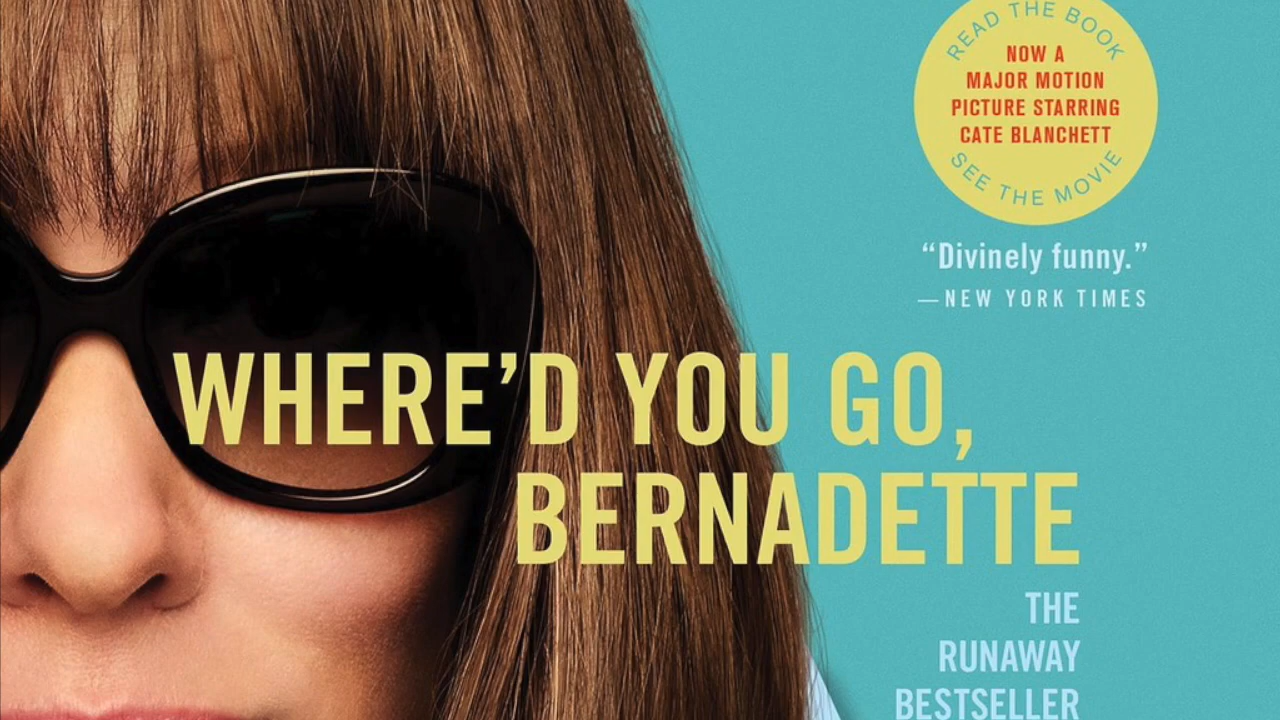 READ THE BOOK
NOW A
MAJOR MOTION
PICTURE STARRING
CATE BLANCHETT
SEE THE MOVIE
“Divinely funny.”
—NEW YORK TIMES
WHERE’D YOU GO,
BERNADETTE
THE
RUNAWAY
BESTSELLER